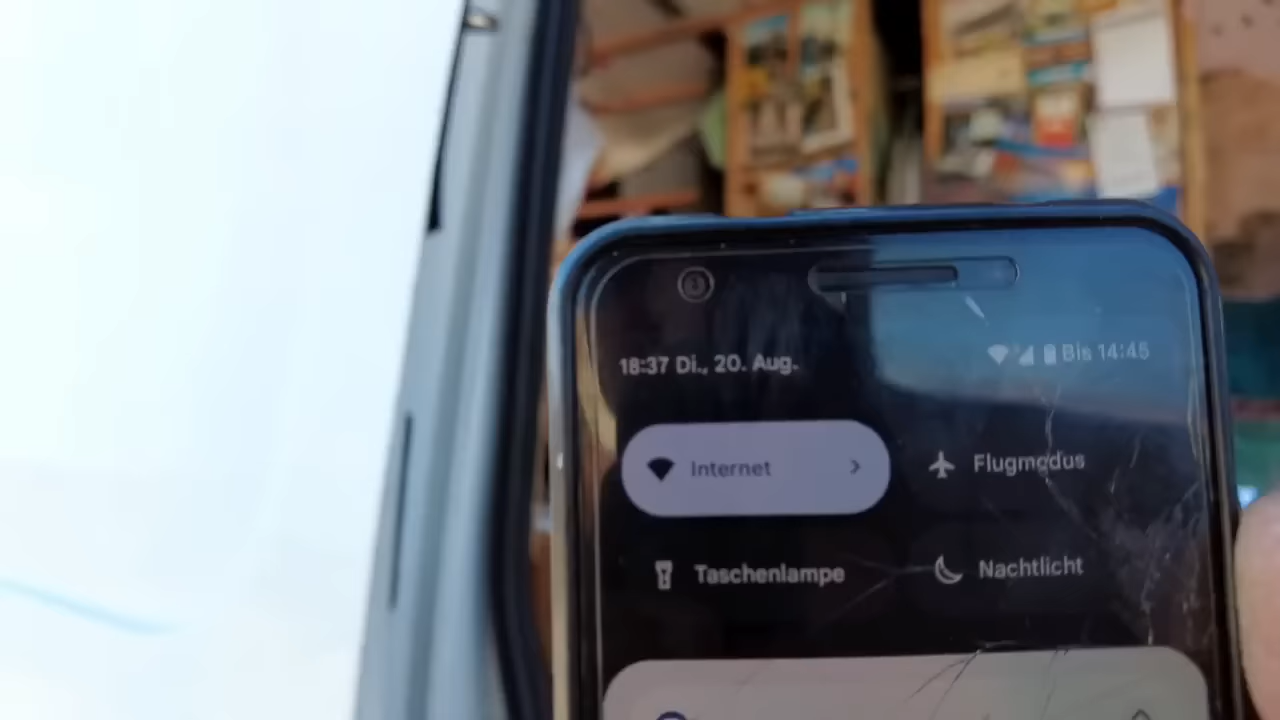 18:37 Di., 20. Aug.
Bis 14:45
Internet
Flugmodus
Taschenlampe
Nachtlicht